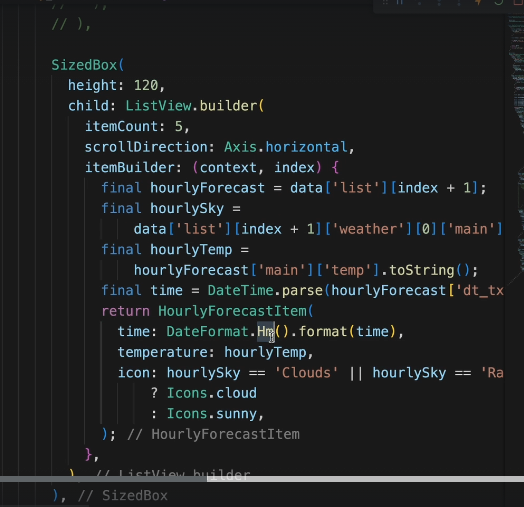 // ),
SizedBox(
height: 120,
child: ListView.builder(
itemCount: 5,
scrollDirection: Axis.horizontal,
itemBuilder: (context, index) {
final hourlyForecast = data['list'][index + 1];
final hourlySky =
data['list'][index + 1]['weather'][0]['main']
final hourlyTemp =
hourlyForecast['main']['temp'].toString();
final time = DateTime.parse(hourlyForecast['dt_tx
return HourlyForecastItem(
time: DateFormat.Hm().format(time),
temperature: hourlyTemp,
icon: hourlySky == 'Clouds' || hourlySky == 'Ra
? Icons.cloud
: Icons.sunny,
); // HourlyForecastItem
},
), // ListView.builder
), // SizedBox